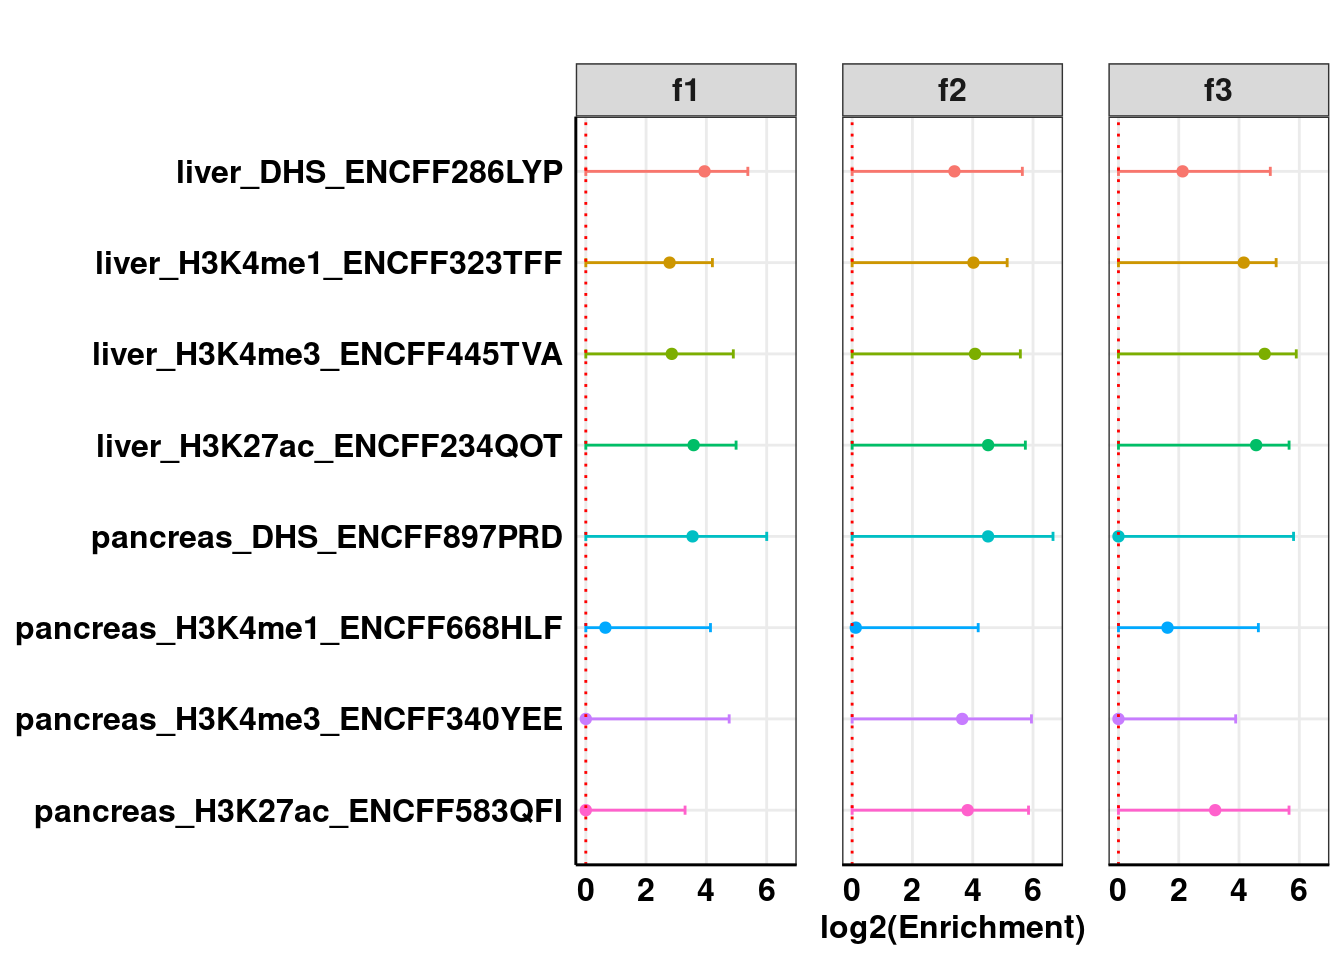 f1 f2 f3
liver_DHS_ENCFF286LYP
liver_H3K4me1_ENCFF323TFF
liver_H3K4me3_ENCFF445TVA
liver_H3K27ac_ENCFF234QOT
pancreas_DHS_ENCFF897PRD
pancreas_H3K4me1_ENCFF668HLF
pancreas_H3K4me3_ENCFF340YEE
pancreas_H3K27ac_ENCFF583QFI
0 2 4 6 0 2 4 6 0 2 4 6
log2(Enrichment)